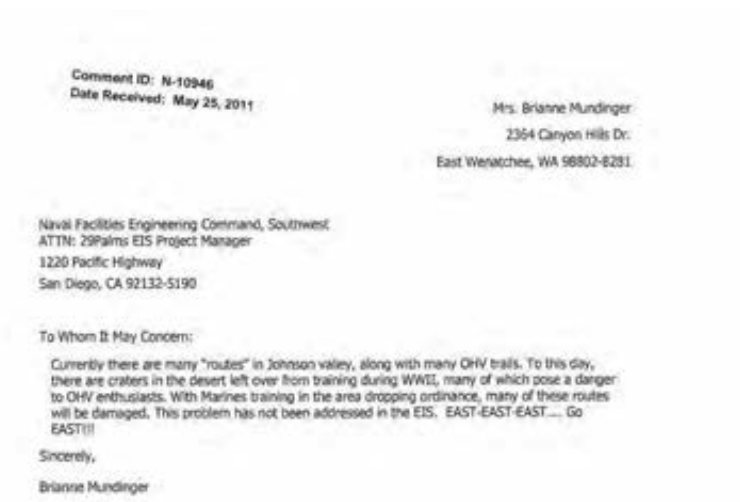 Comment ID: N-10946
Date Received: May 25, 2011
Mrs. Brianne Mundinger
2364 Canyon Hills Dr.
East Wenatchee, WA 98802-8281
Naval Facilities Engineering Command, Southwest
ATTN: 29Palms EIS Project Manager
1220 Pacific Highway
San Diego, CA 92132-5190
To Whom It May Concern:
Currently there are many "routes" in Johnson valley, along with many OHV trails. To this day,
there are craters in the desert left over from training during WWII, many of which pose a danger
to OHV enthusiasts. With Marines training in the area dropping ordinance, many of these routes
will be damaged. This problem has not been addressed in the EIS. EAST-EAST-EAST.... Go
EAST!!!
Sincerely,
Brianne Mundinger